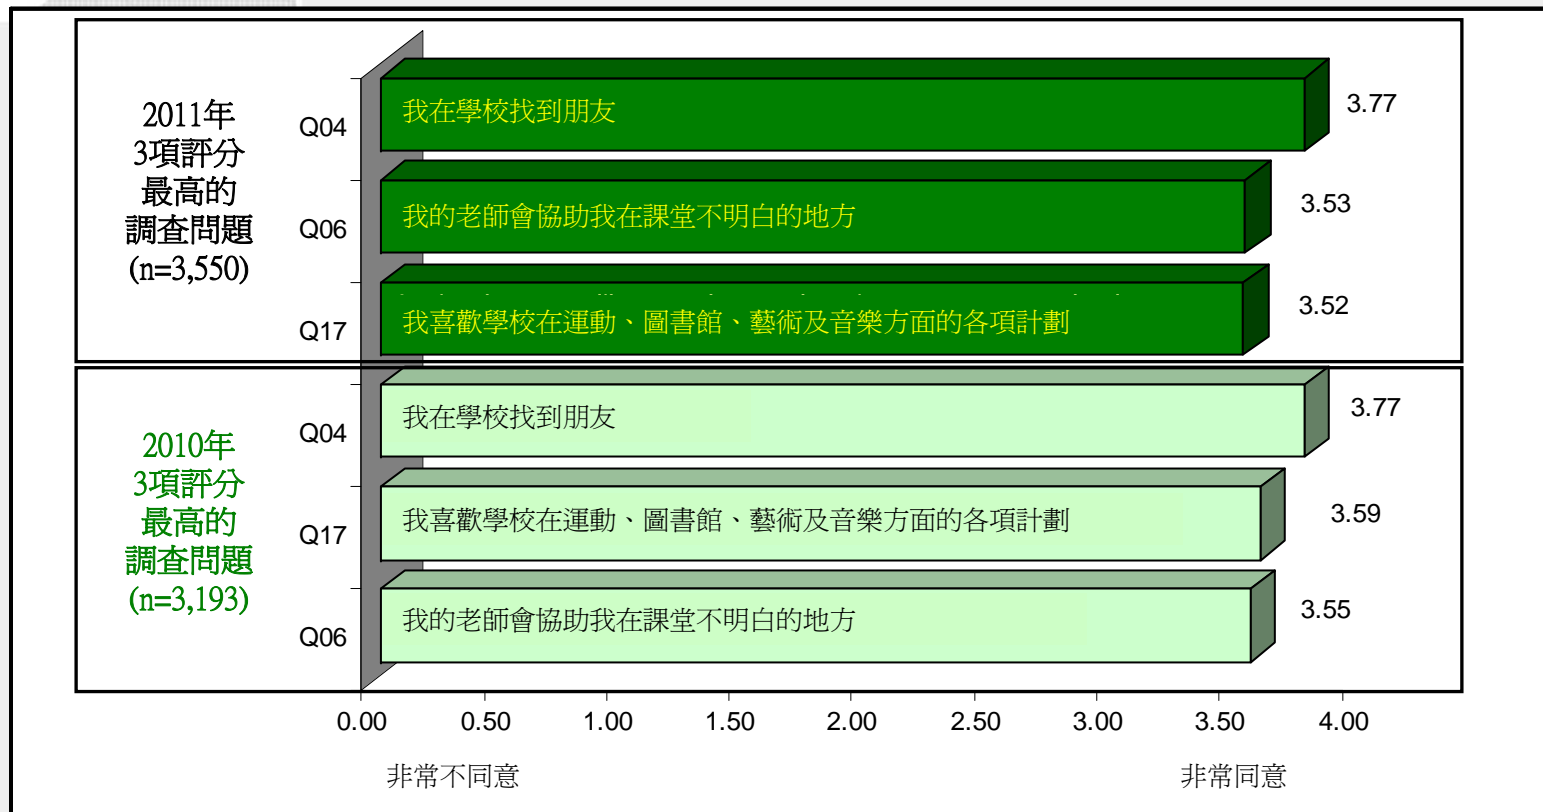 2011年
3項評分
最高的
調查問題
(n=3,550)
Q04
我在學校找到朋友
3.77
Q06
我的老師會協助我在課堂不明白的地方
3.53
Q17
我喜歡學校在運動、圖書館、藝術及音樂方面的各項計劃
3.52
2010年
3項評分
最高的
調查問題
(n=3,193)
Q04
我在學校找到朋友
3.77
Q17
我喜歡學校在運動、圖書館、藝術及音樂方面的各項計劃
3.59
Q06
我的老師會協助我在課堂不明白的地方
3.55
0.00 0.50 1.00 1.50 2.00 2.50 3.00 3.50 4.00
非常不同意 非常同意